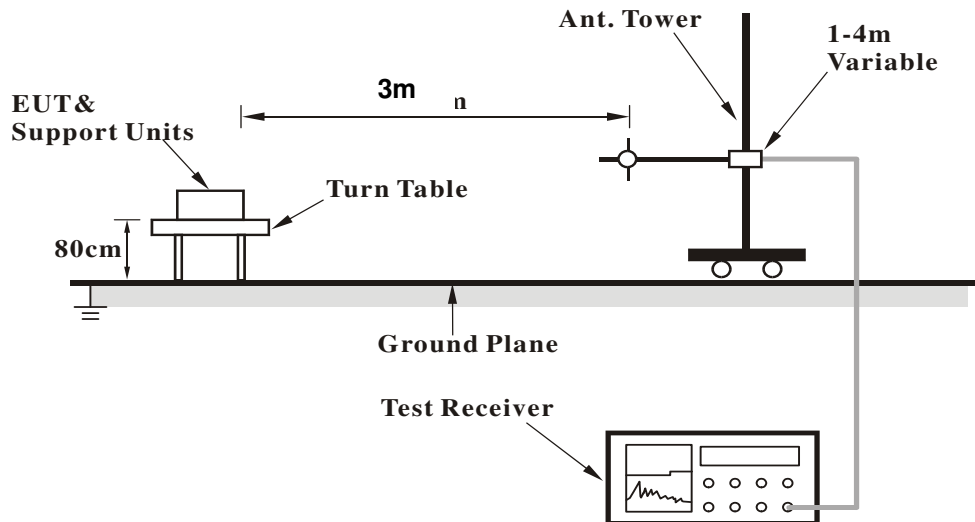 Ant. Tower
1-4m
Variable
3m
n
EUT&
Support Units
Turn Table
80cm
Ground Plane
Test Receiver